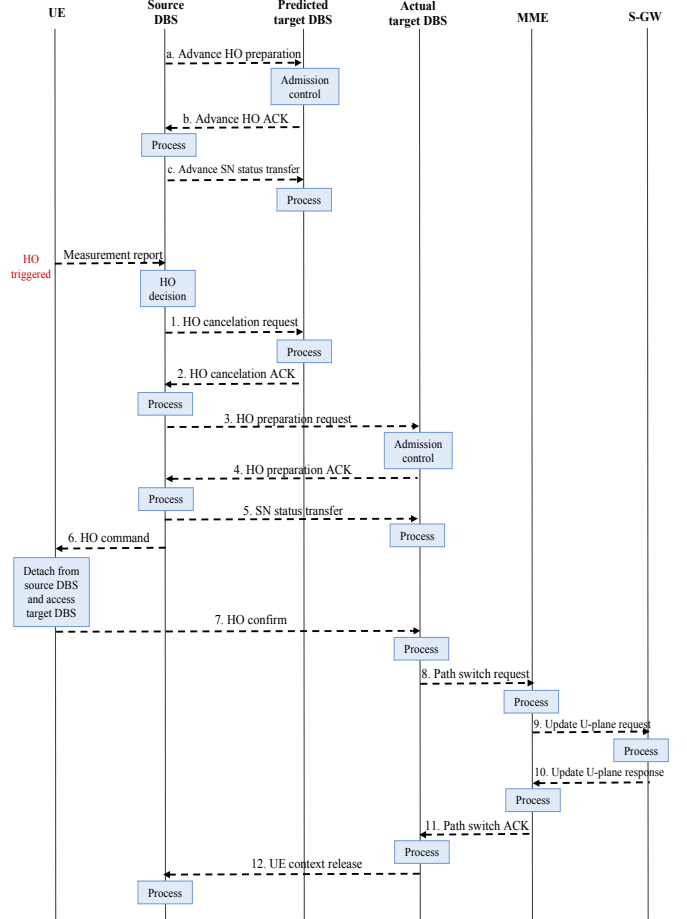 UE
Source
DBS
Predicted
target DBS
Actual
target DBS
MME
S-GW
a. Advance HO preparation
Admission
control
b. Advance HO ACK
Process
c. Advance SN status transfer
Process
HO
triggered
Measurement report
HO
decision
1. HO cancelation request
Process
2. HO cancelation ACK
Process
3. HO preparation request
Admission
control
4. HO preparation ACK
Process
5. SN status transfer
Process
6. HO command
Detach from
source DBS
and access
target DBS
7. HO confirm
Process
8. Path switch request
Process
9. Update U-plane request
Process
10. Update U-plane response
Process
11. Path switch ACK
Process
12. UE context release
Process